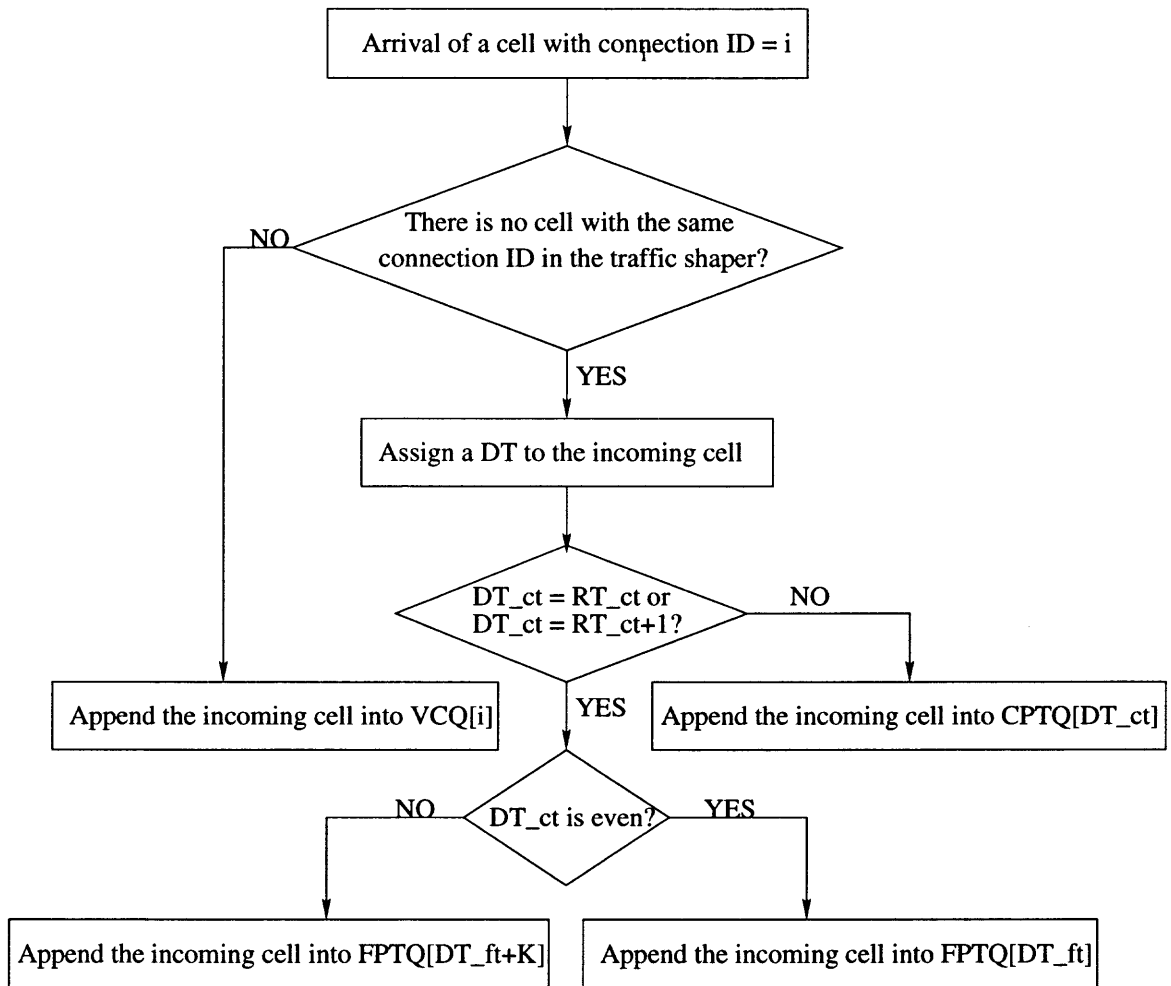 Arrival of a cell with connection ID = i
There is no cell with the same
connection ID in the traffic shaper?
NO
YES
Assign a DT to the incoming cell
DT_ct = RT_ct or
DT_ct = RT_ct+1?
NO
YES
Append the incoming cell into VCQ[i]
Append the incoming cell into CPTQ[DT_ct]
DT_ct is even?
NO
YES
Append the incoming cell into FPTQ[DT_ft+K]
Append the incoming cell into FPTQ[DT_ft]